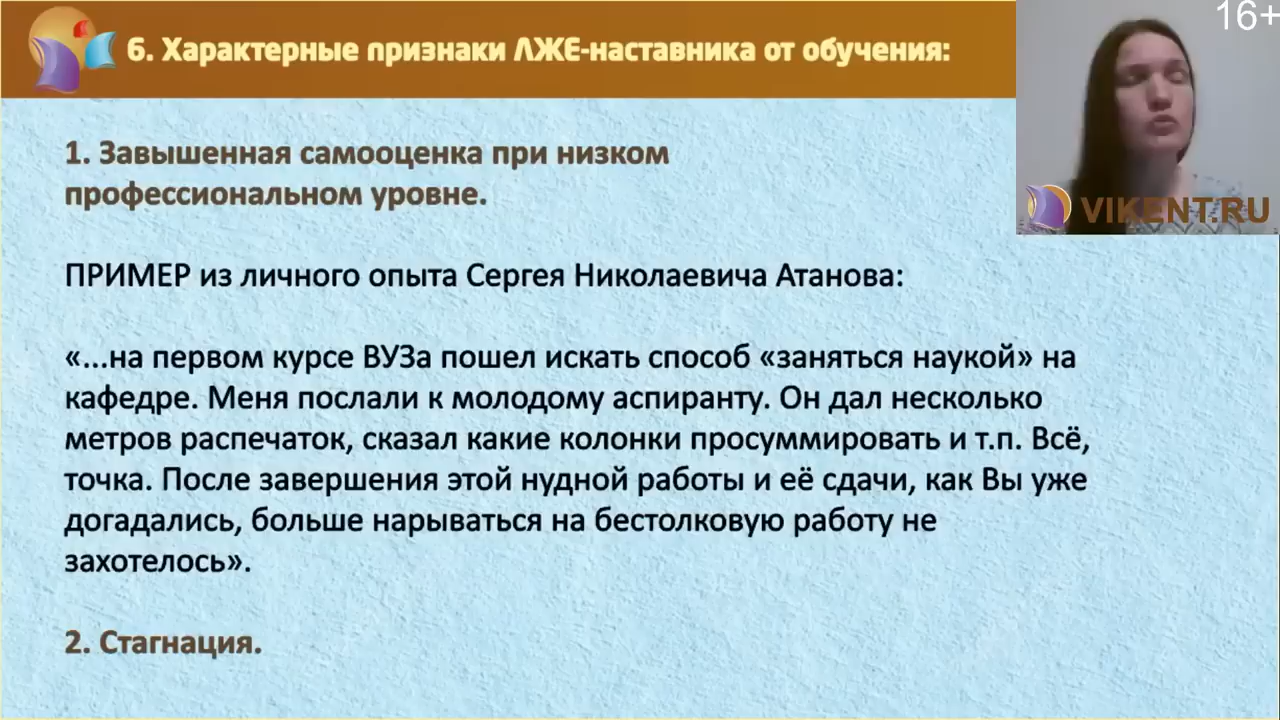 6. Характерные признаки ЛЖЕ-наставника от обучения:
16+
VIKENT.RU
1. Завышенная самооценка при низком
профессиональном уровне.
ПРИМЕР из личного опыта Сергея Николаевича Атанова:
«...на первом курсе ВУЗа пошел искать способ «заняться наукой» на
кафедре. Меня послали к молодому аспиранту. Он дал несколько
метров распечаток, сказал какие колонки просуммировать и т.п. Всё,
точка. После завершения этой нудной работы и её сдачи, как Вы уже
догадались, больше нарываться на бестолковую работу не
захотелось».
2. Стагнация.